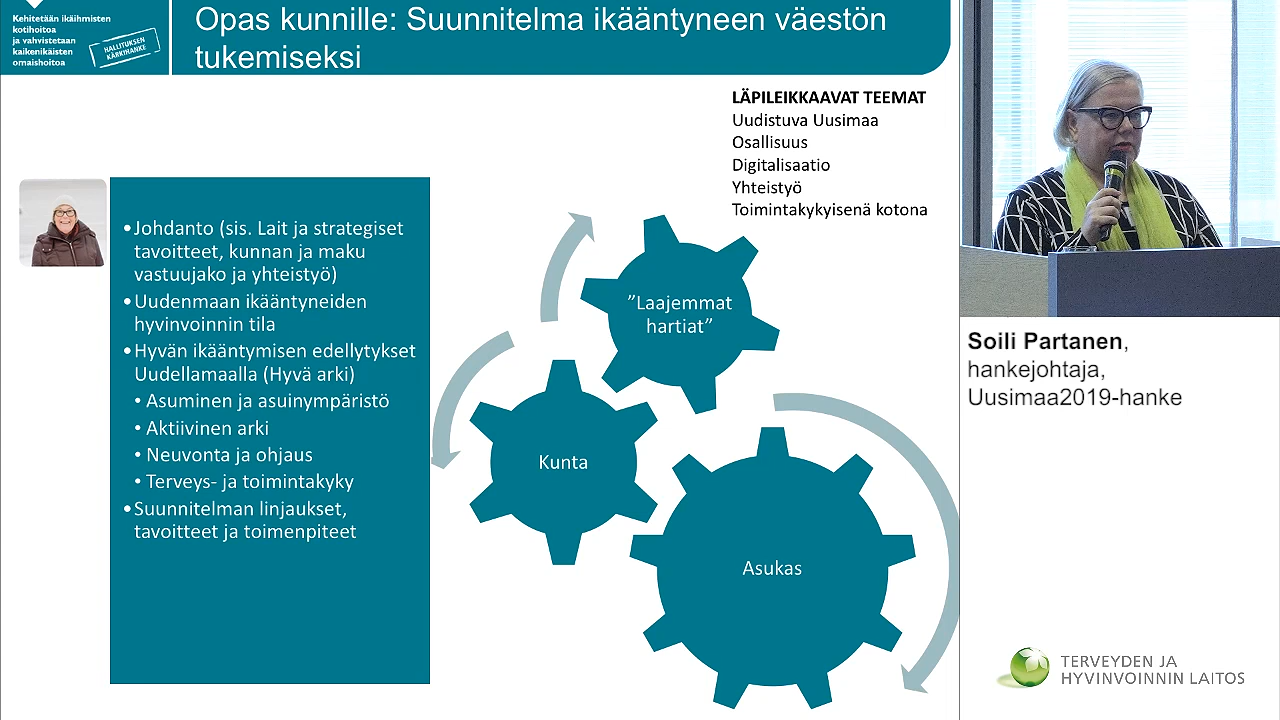 Kehitetään ikäihmisten
kotihoitoa
ja vahvistetaan
kaikenikäisten
omaishoitoa
HALLITUKSEN
KÄRKIHANKE
Opas kunnille: Suunnitelma ikääntyneen väestön
tukemiseksi
LÄPILEIKKAAVAT TEEMAT
Uudistuva Uusimaa
Osallisuus
Digitalisaatio
Yhteistyö
Toimintakykyisenä kotona
•Johdanto (sis. Lait ja strategiset
tavoitteet, kunnan ja maku
vastuujako ja yhteistyö)
•Uudenmaan ikääntyneiden
hyvinvoinnin tila
•Hyvän ikääntymisen edellytykset
Uudellamaalla (Hyvä arki)
•Asuminen ja asuinympäristö
•Aktiivinen arki
•Neuvonta ja ohjaus
•Terveys- ja toimintakyky
•Suunnitelman linjaukset,
tavoitteet ja toimenpiteet
”Laajemmat
hartiat”
Kunta
Asukas
Soili Partanen,
hankejohtaja,
Uusimaa2019-hanke
TERVEYDEN JA
HYVINVOINNIN LAITOS